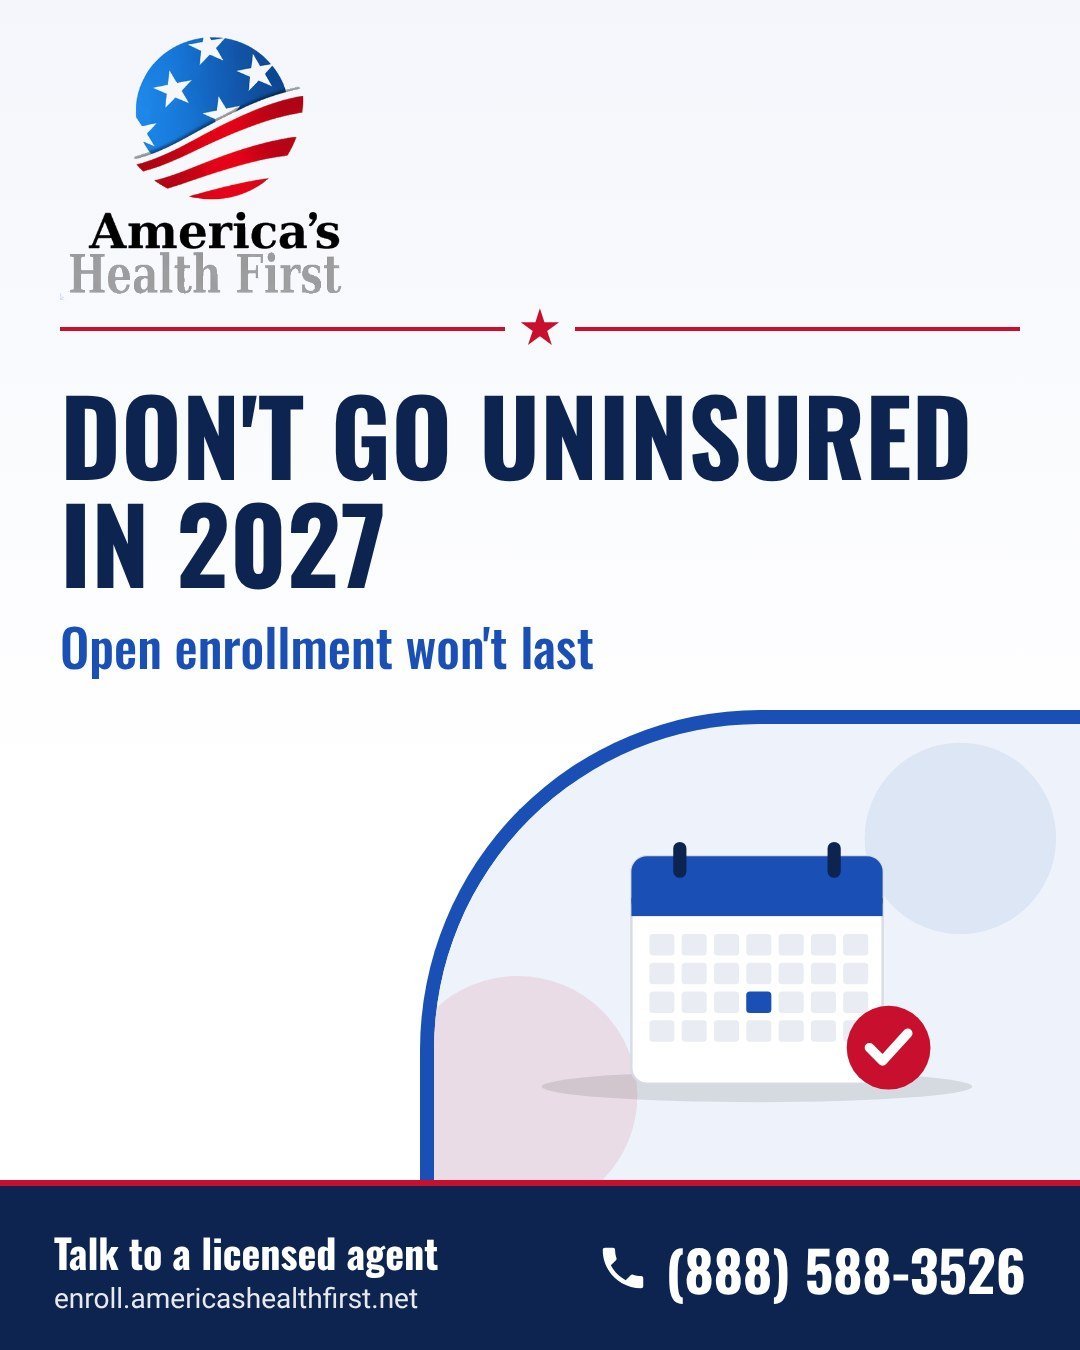 America's
Health First
DON'T GO UNINSURED
IN 2027
Open enrollment won't last
Talk to a licensed agent
enroll.americashealthfirst.net
(888) 588-3526